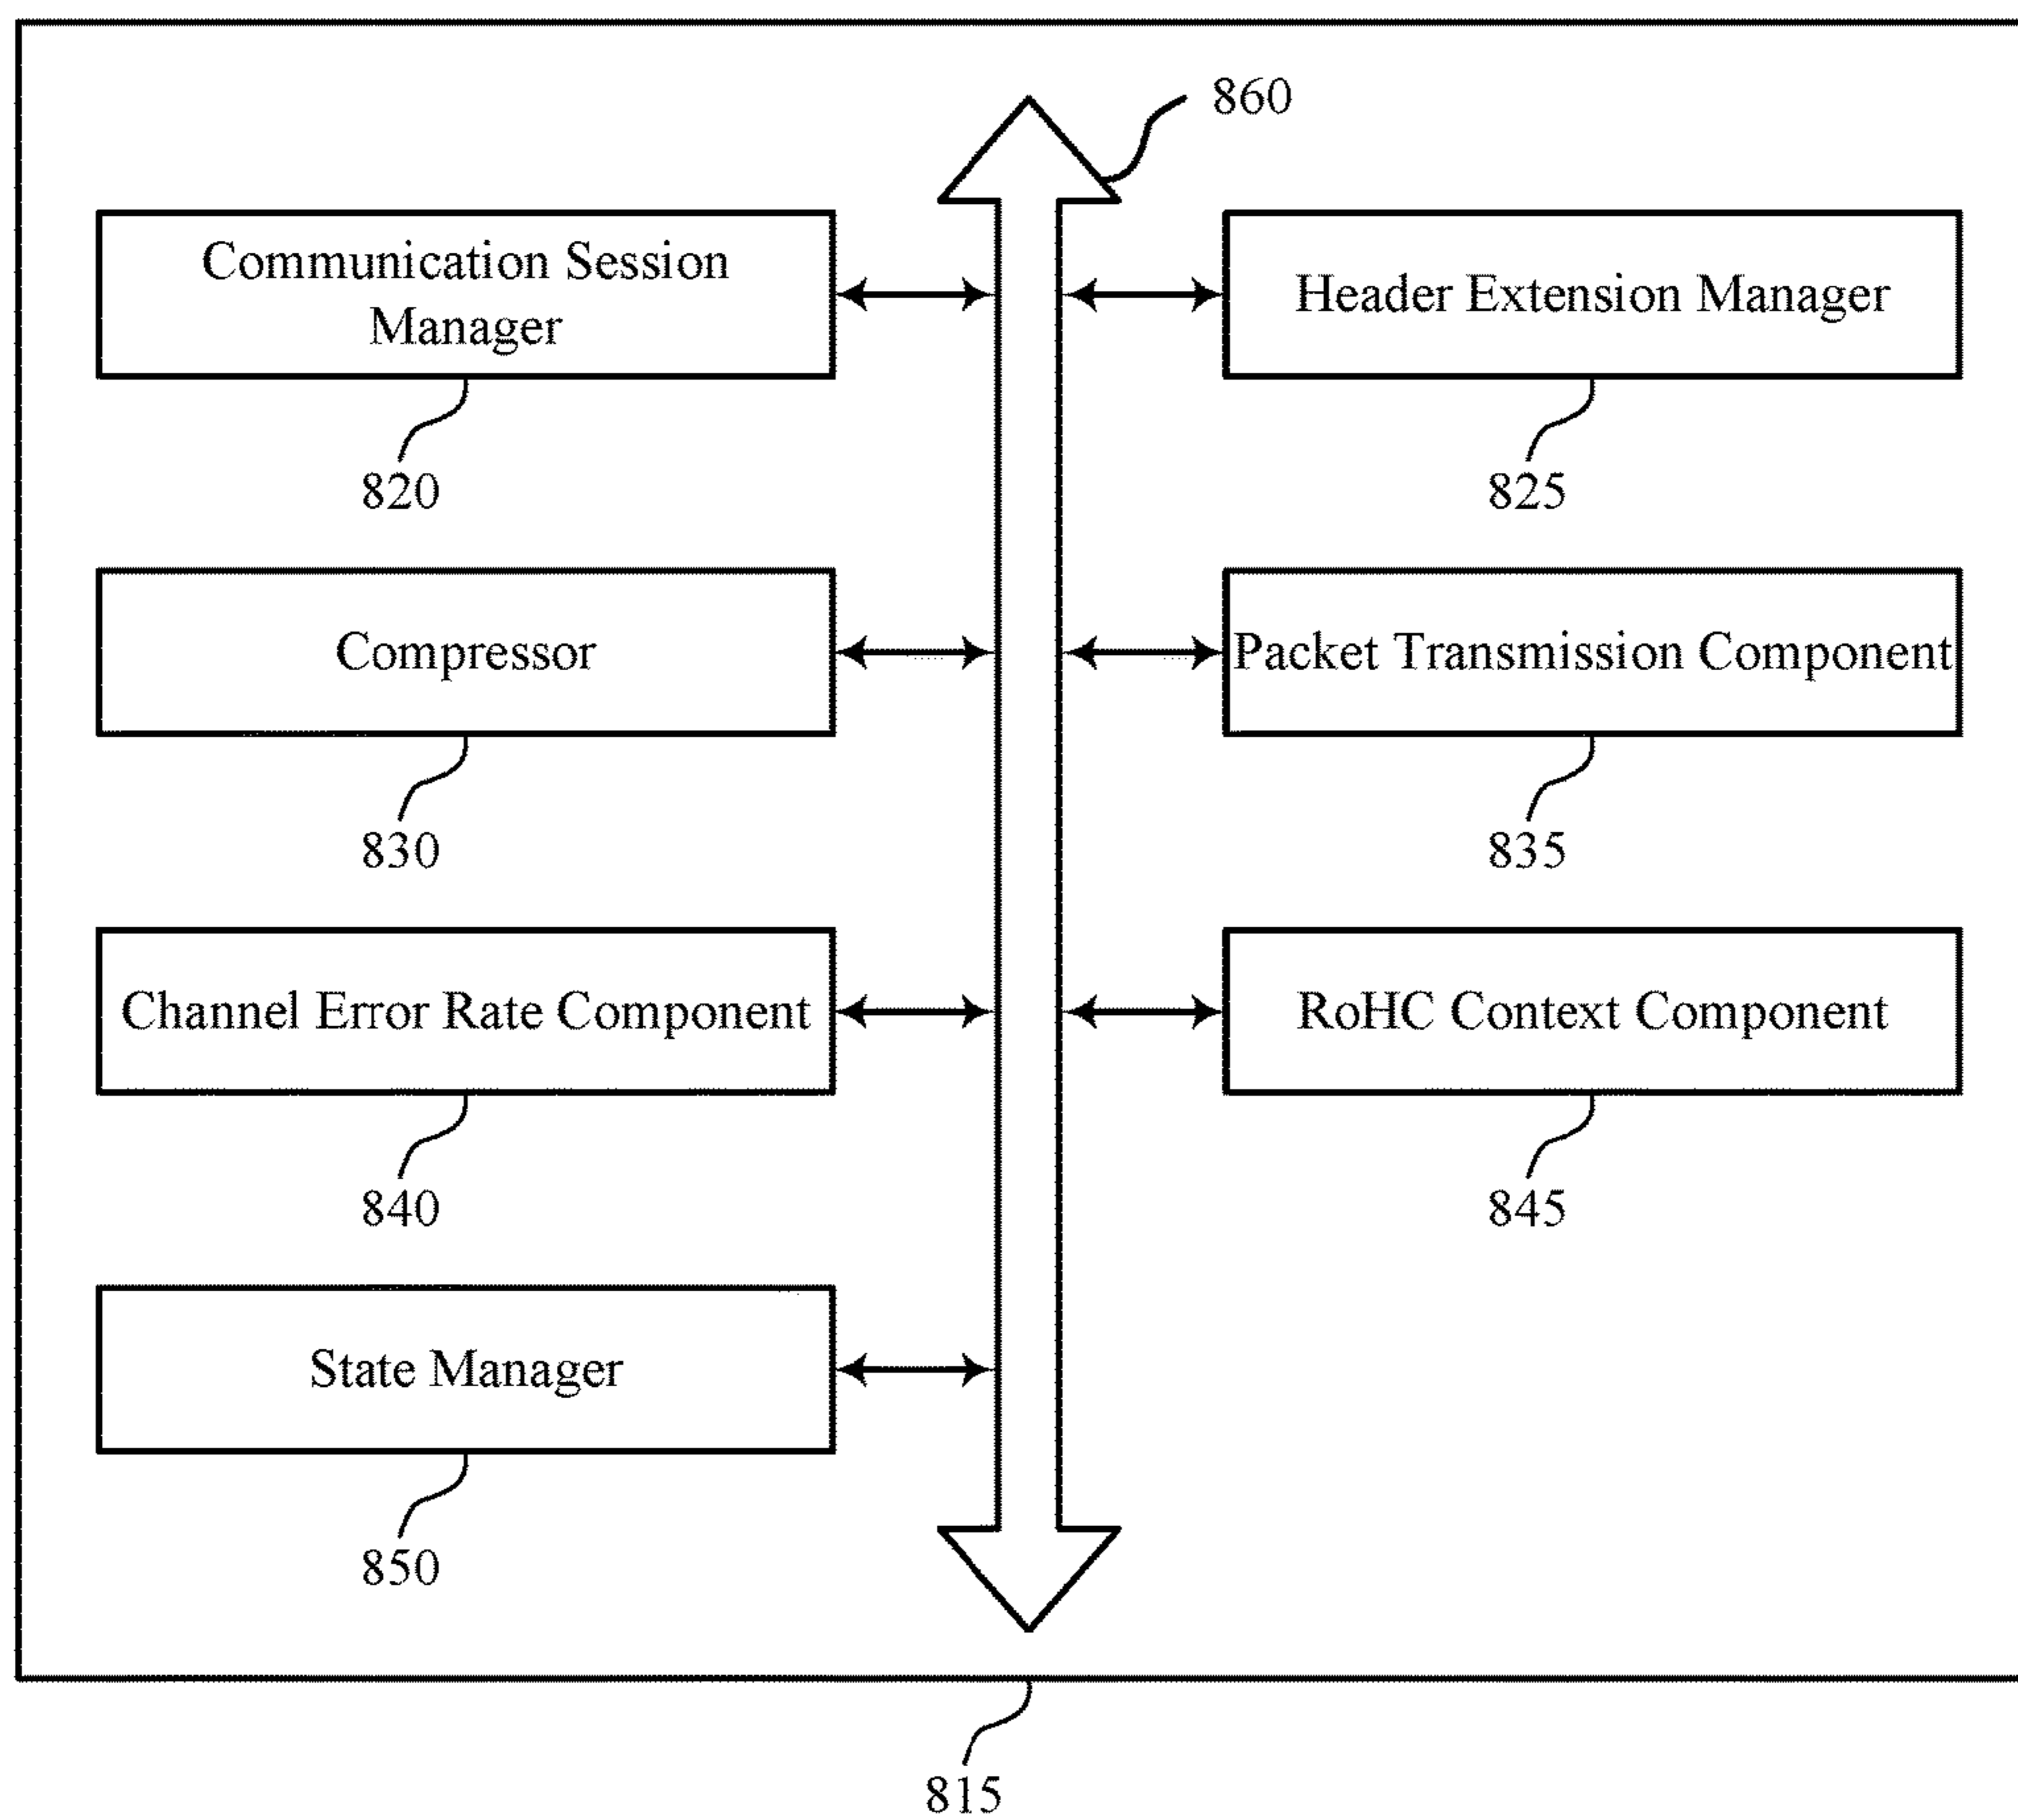 860
Communication Session
Manager
Header Extension Manager
820
825
Compressor
Packet Transmission Component
830
835
Channel Error Rate Component
RoHC Context Component
840
845
State Manager
850
815